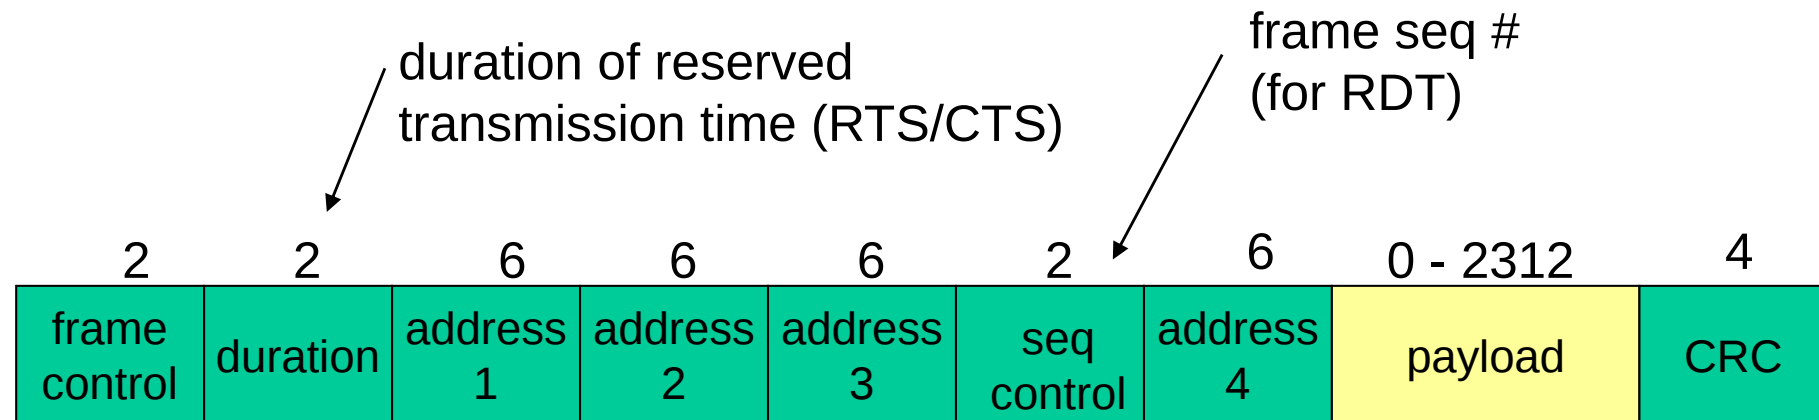 duration of reserved
transmission time (RTS/CTS)
frame seq #
(for RDT)
2 2 6 6 6 2 6 0 - 2312 4
frame
control
duration
address
1
address
2
address
3
seq
control
address
4
payload
CRC